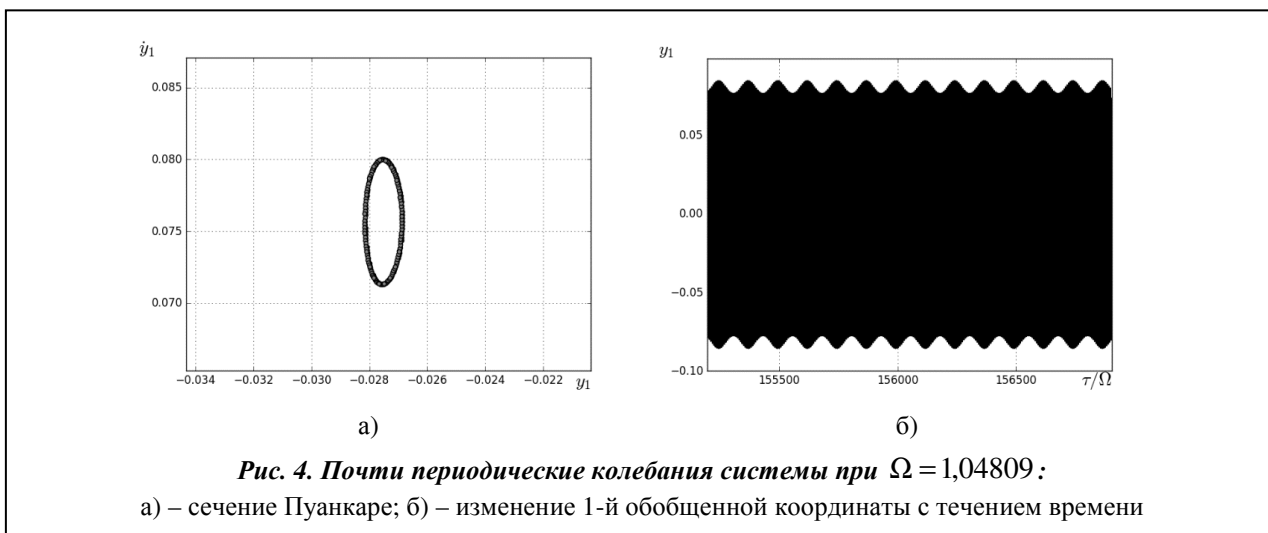 ẏ₁
0.085
0.080
0.075
0.070
−0.034 −0.032 −0.030 −0.028 −0.026 −0.024 −0.022 y₁
y₁
0.05
0.00
−0.05
−0.10
155500 156000 156500 τ/Ω
а) б)
Рис. 4. Почти периодические колебания системы при Ω = 1,04809 :
а) – сечение Пуанкаре; б) – изменение 1-й обобщенной координаты с течением времени